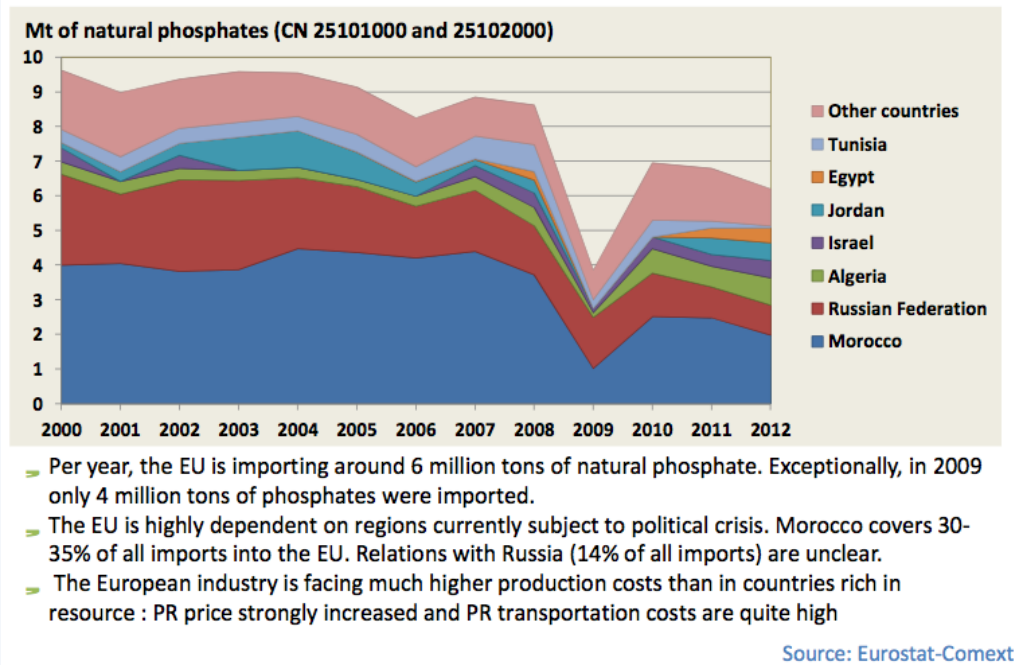 Mt of natural phosphates (CN 25101000 and 25102000)
10
9
8
7
6
5
4
3
2
1
0
2000 2001 2002 2003 2004 2005 2006 2007 2008 2009 2010 2011 2012
Other countries
Tunisia
Egypt
Jordan
Israel
Algeria
Russian Federation
Morocco
Per year, the EU is importing around 6 million tons of natural phosphate. Exceptionally, in 2009
only 4 million tons of phosphates were imported.
The EU is highly dependent on regions currently subject to political crisis. Morocco covers 30-
35% of all imports into the EU. Relations with Russia (14% of all imports) are unclear.
The European industry is facing much higher production costs than in countries rich in
resource : PR price strongly increased and PR transportation costs are quite high
Source: Eurostat-Comext